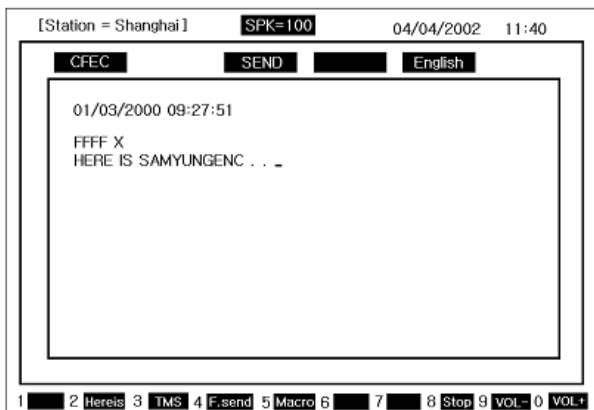 [Station = Shanghai] SPK=100 04/04/2002 11:40
CFEC SEND English
01/03/2000 09:27:51
FFFF X
HERE IS SAMYUNGENC . . _
1 2 Hereis 3 TMS 4 F.send 5 Macro 6 7 8 Stop 9 VOL- 0 VOL+